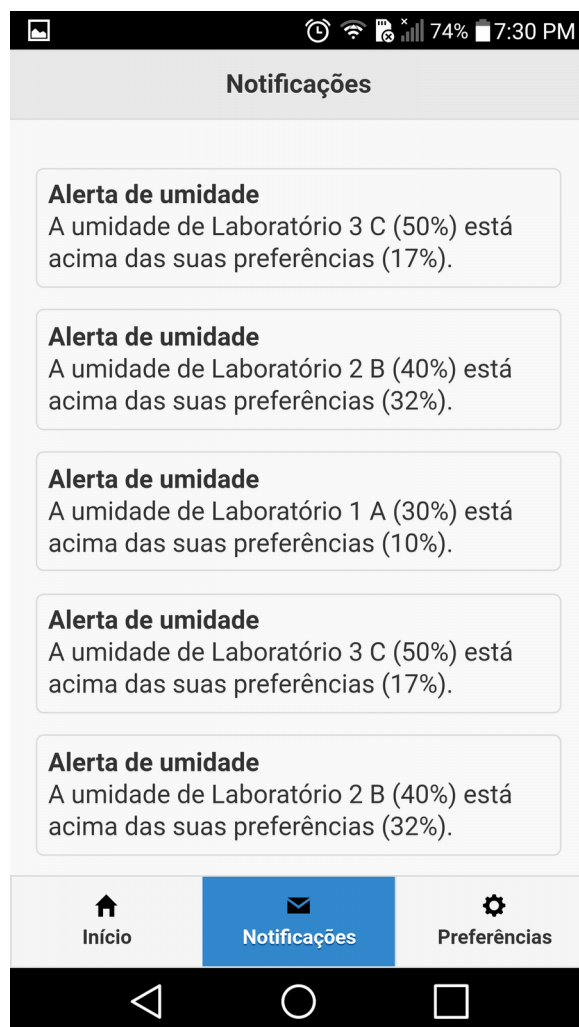 74% 7:30 PM
Notificações
Alerta de umidade
A umidade de Laboratório 3 C (50%) está
acima das suas preferências (17%).
Alerta de umidade
A umidade de Laboratório 2 B (40%) está
acima das suas preferências (32%).
Alerta de umidade
A umidade de Laboratório 1 A (30%) está
acima das suas preferências (10%).
Alerta de umidade
A umidade de Laboratório 3 C (50%) está
acima das suas preferências (17%).
Alerta de umidade
A umidade de Laboratório 2 B (40%) está
acima das suas preferências (32%).
Início Notificações Preferências